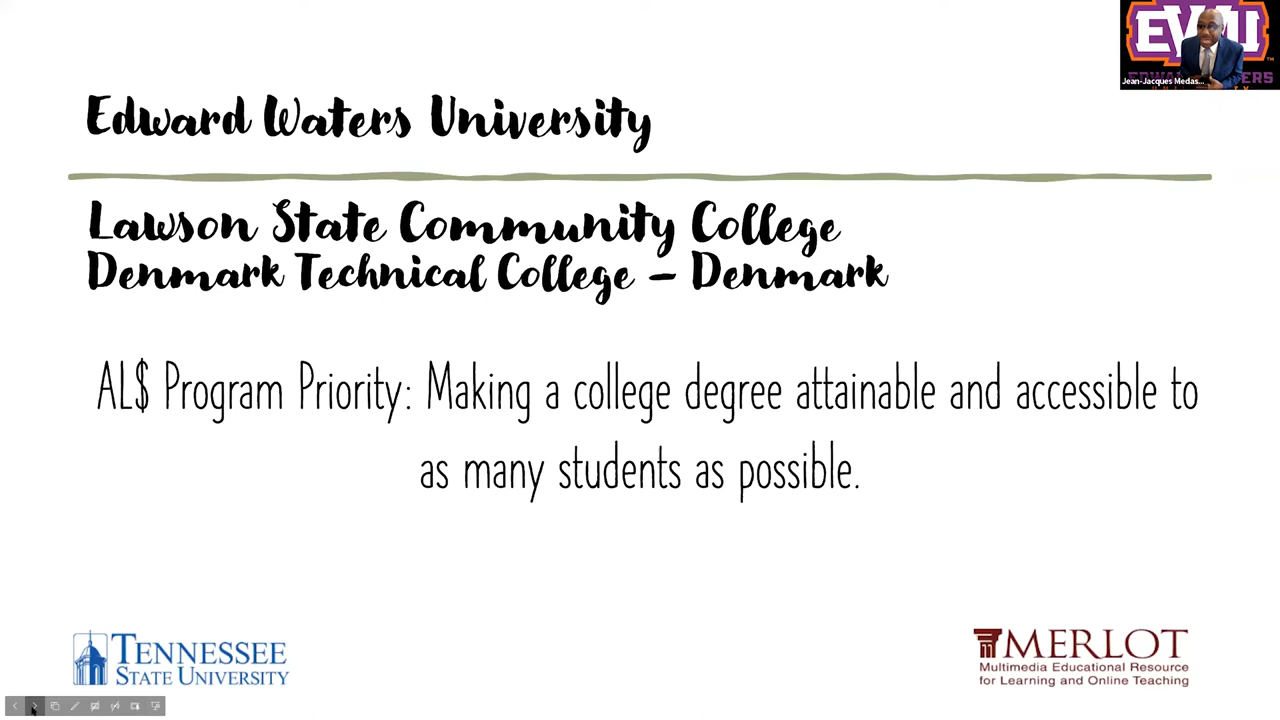 EWU
Jean-Jacques Medas...
Edward Waters University
Lawson State Community College
Denmark Technical College – Denmark
AL$ Program Priority: Making a college degree attainable and accessible to
as many students as possible.
TENNESSEE
STATE UNIVERSITY
MERLOT
Multimedia Educational Resource
for Learning and Online Teaching